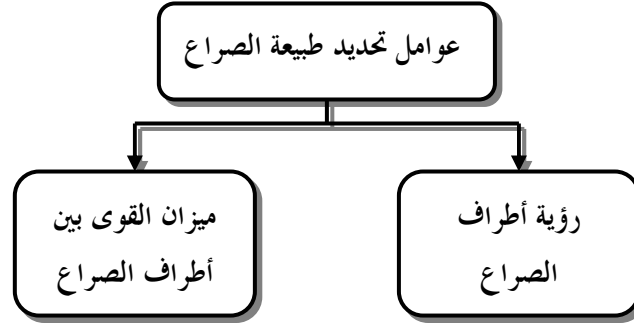 عوامل تحديد طبيعة الصراع
رؤية أطراف
الصراع
ميزان القوى بين
أطراف الصراع